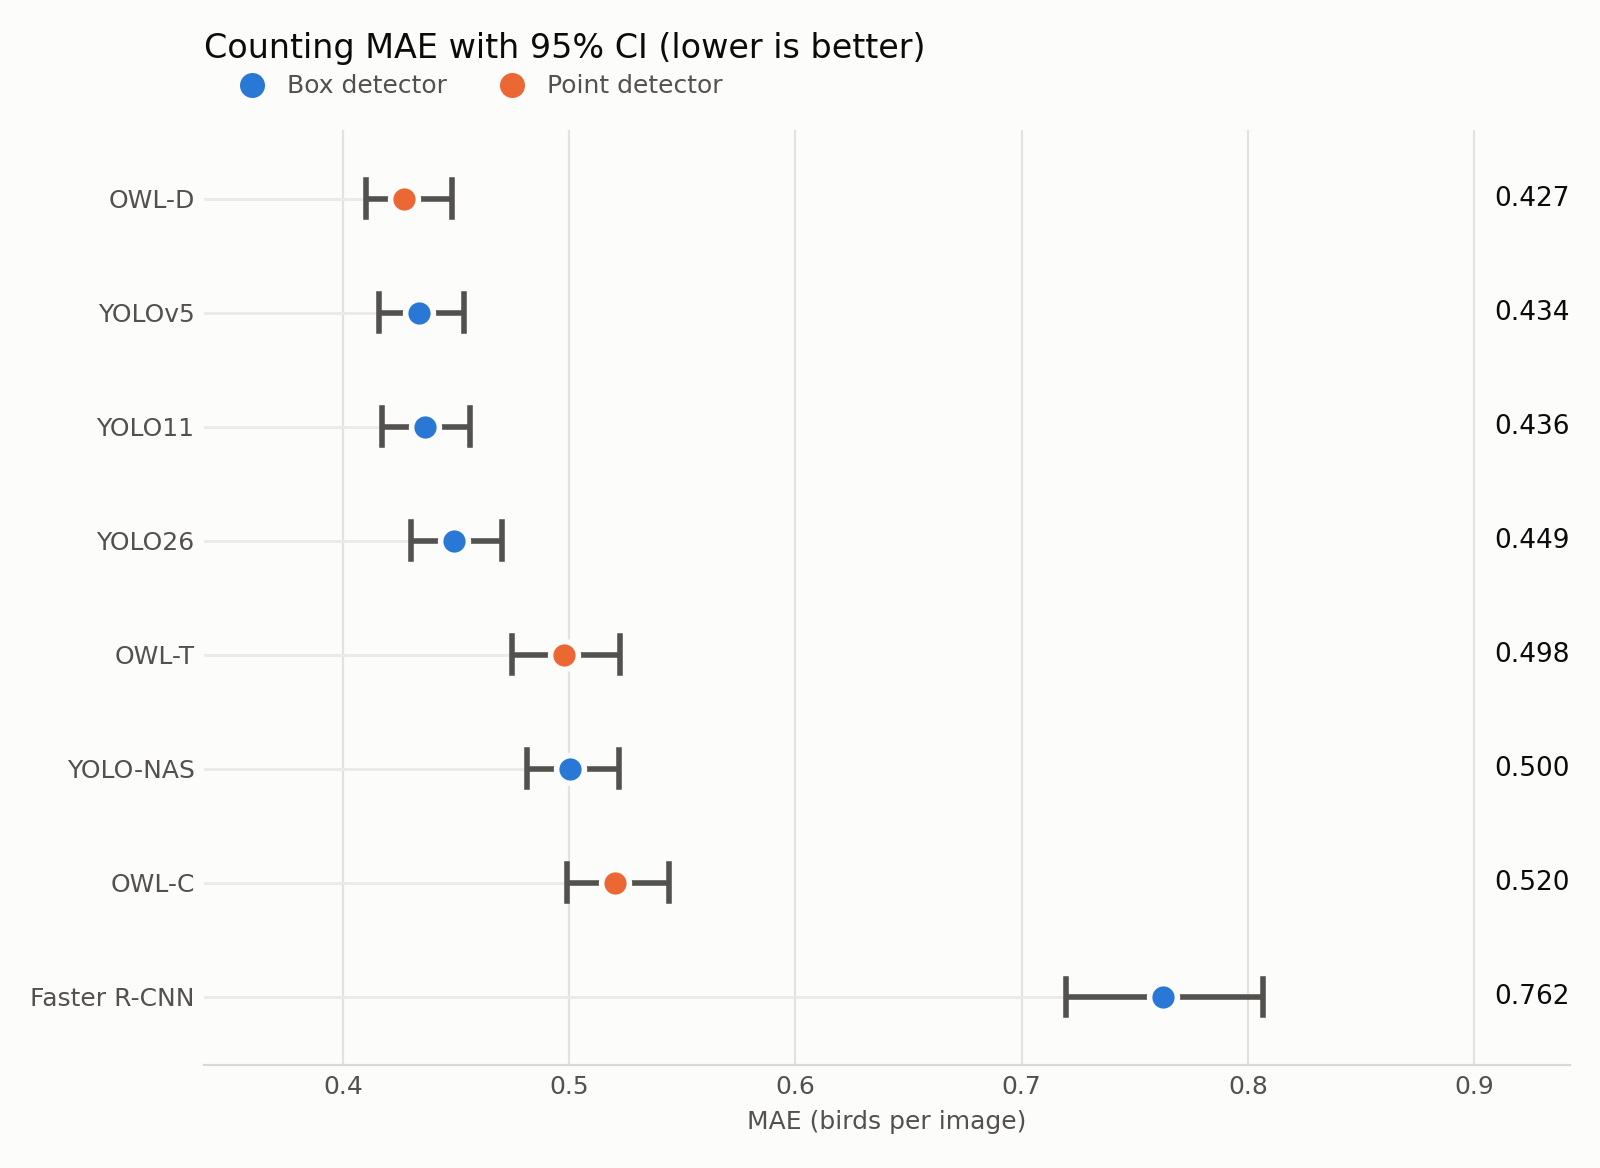 Counting MAE with 95% CI (lower is better)
Box detector Point detector
OWL-D 0.427
YOLOv5 0.434
YOLO11 0.436
YOLO26 0.449
OWL-T 0.498
YOLO-NAS 0.500
OWL-C 0.520
Faster R-CNN 0.762
0.4 0.5 0.6 0.7 0.8 0.9
MAE (birds per image)